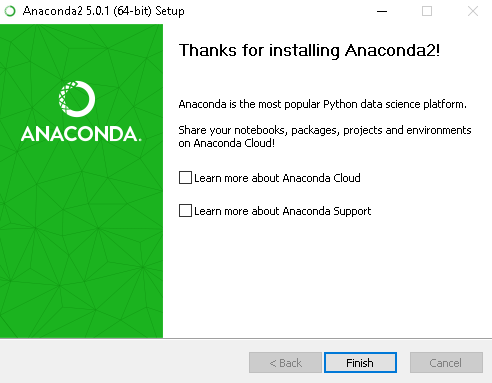 Anaconda2 5.0.1 (64-bit) Setup
Thanks for installing Anaconda2!
ANACONDA.
Anaconda is the most popular Python data science platform.
Share your notebooks, packages, projects and environments
on Anaconda Cloud!
Learn more about Anaconda Cloud
Learn more about Anaconda Support
< Back
Finish
Cancel